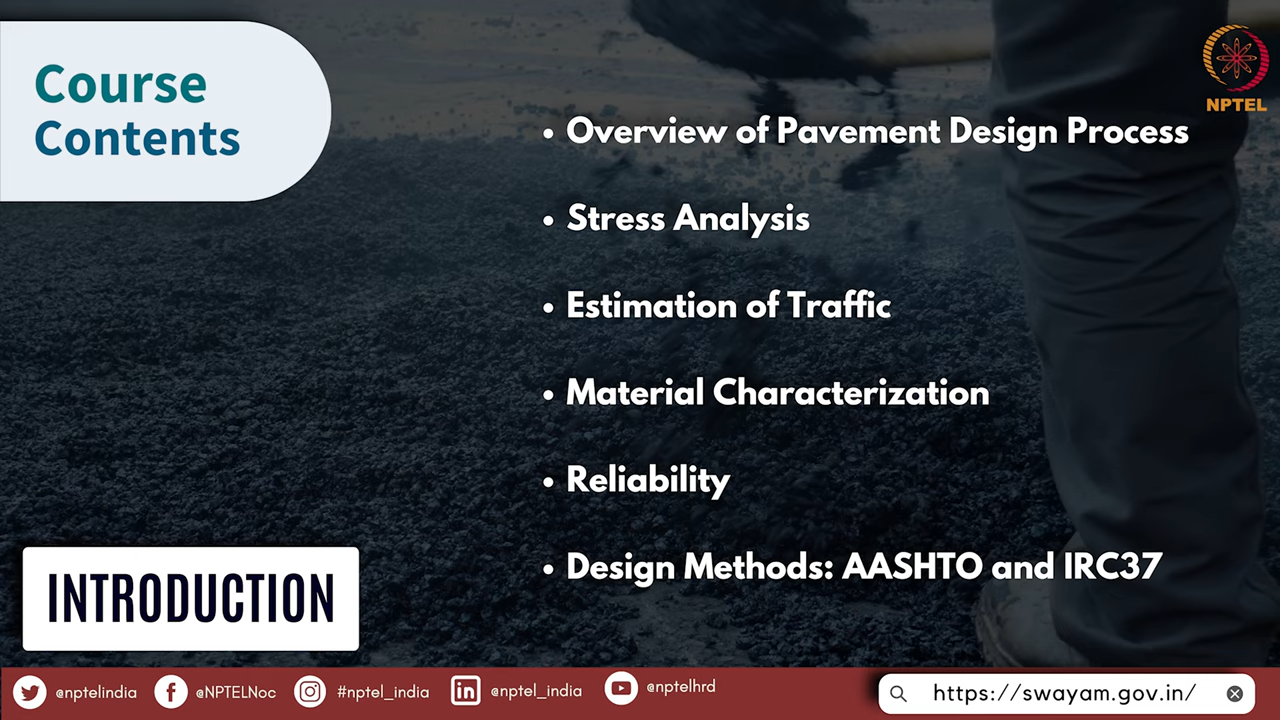 Course
Contents
NPTEL
• Overview of Pavement Design Process
• Stress Analysis
• Estimation of Traffic
• Material Characterization
• Reliability
• Design Methods: AASHTO and IRC37
INTRODUCTION
@nptelindia @NPTELNoc #nptel_india @nptel_india @nptelhrd https://swayam.gov.in/